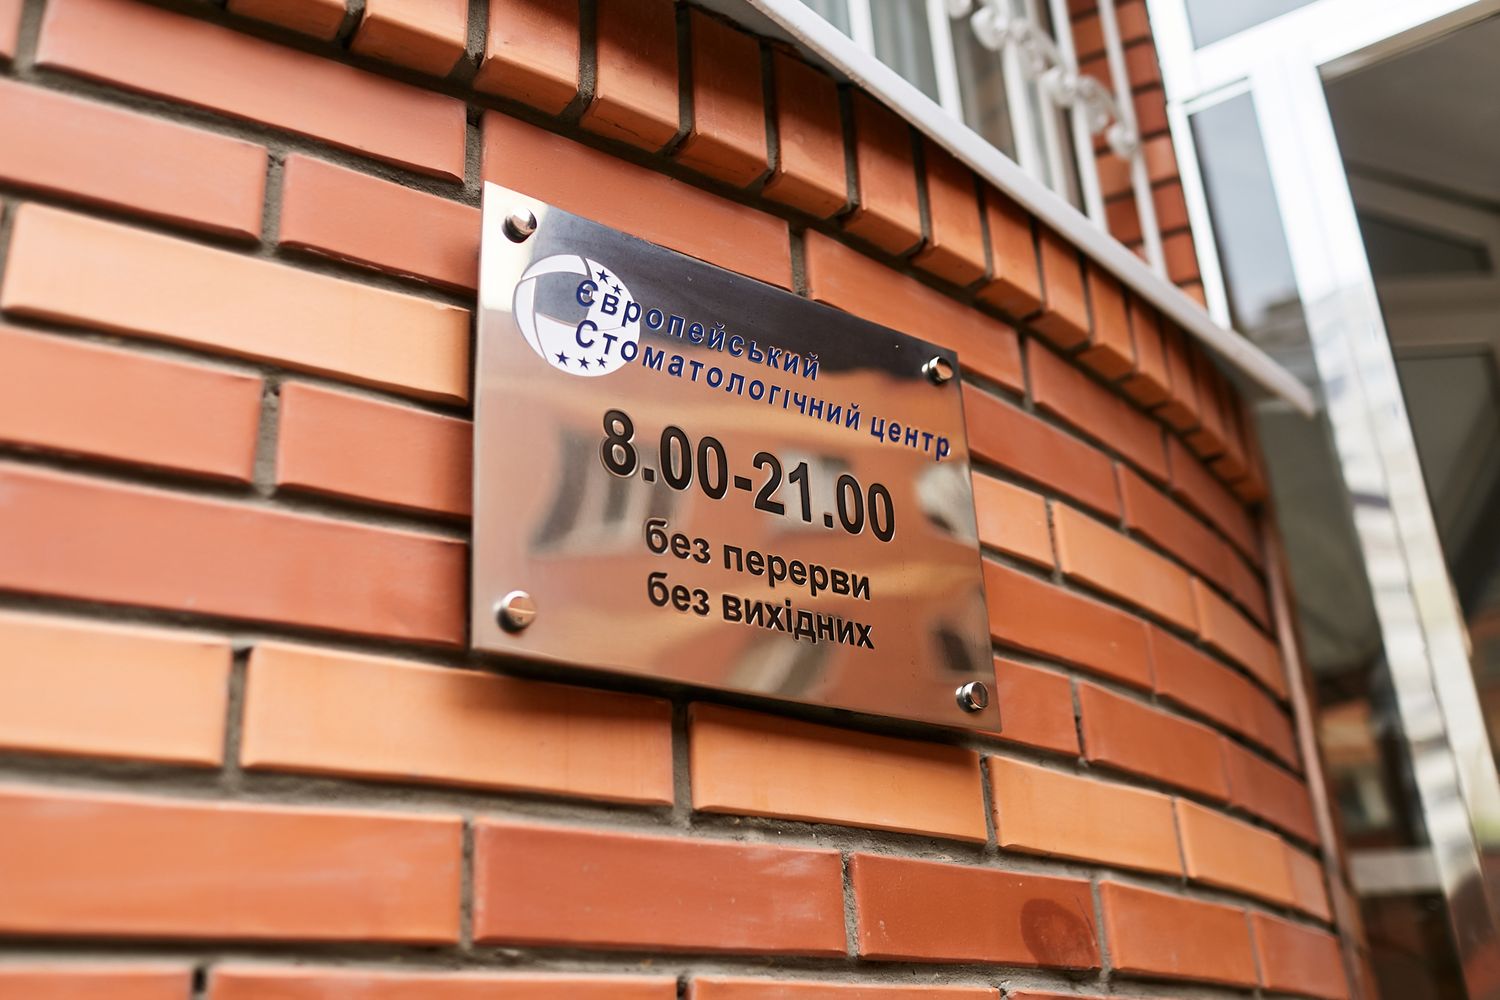 Європейський
Стоматологічний центр
8.00-21.00
без перерви
без вихідних